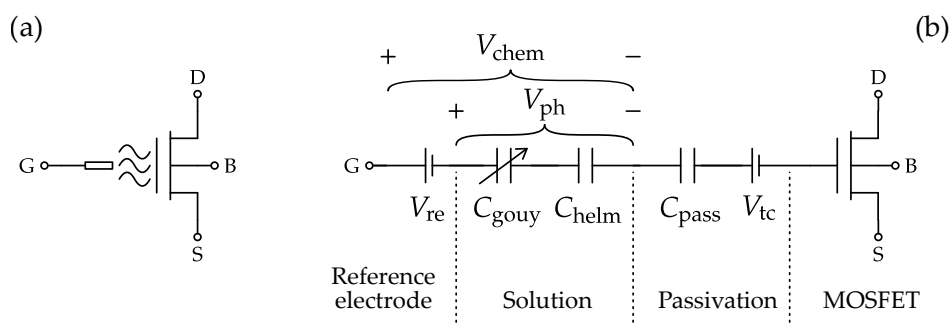 (a)
D
G
B
S
(b)
V_chem
+ −
V_ph
+ −
D
G
B
V_re
C_gouy
C_helm
C_pass
V_tc
S
Reference
electrode
Solution
Passivation
MOSFET